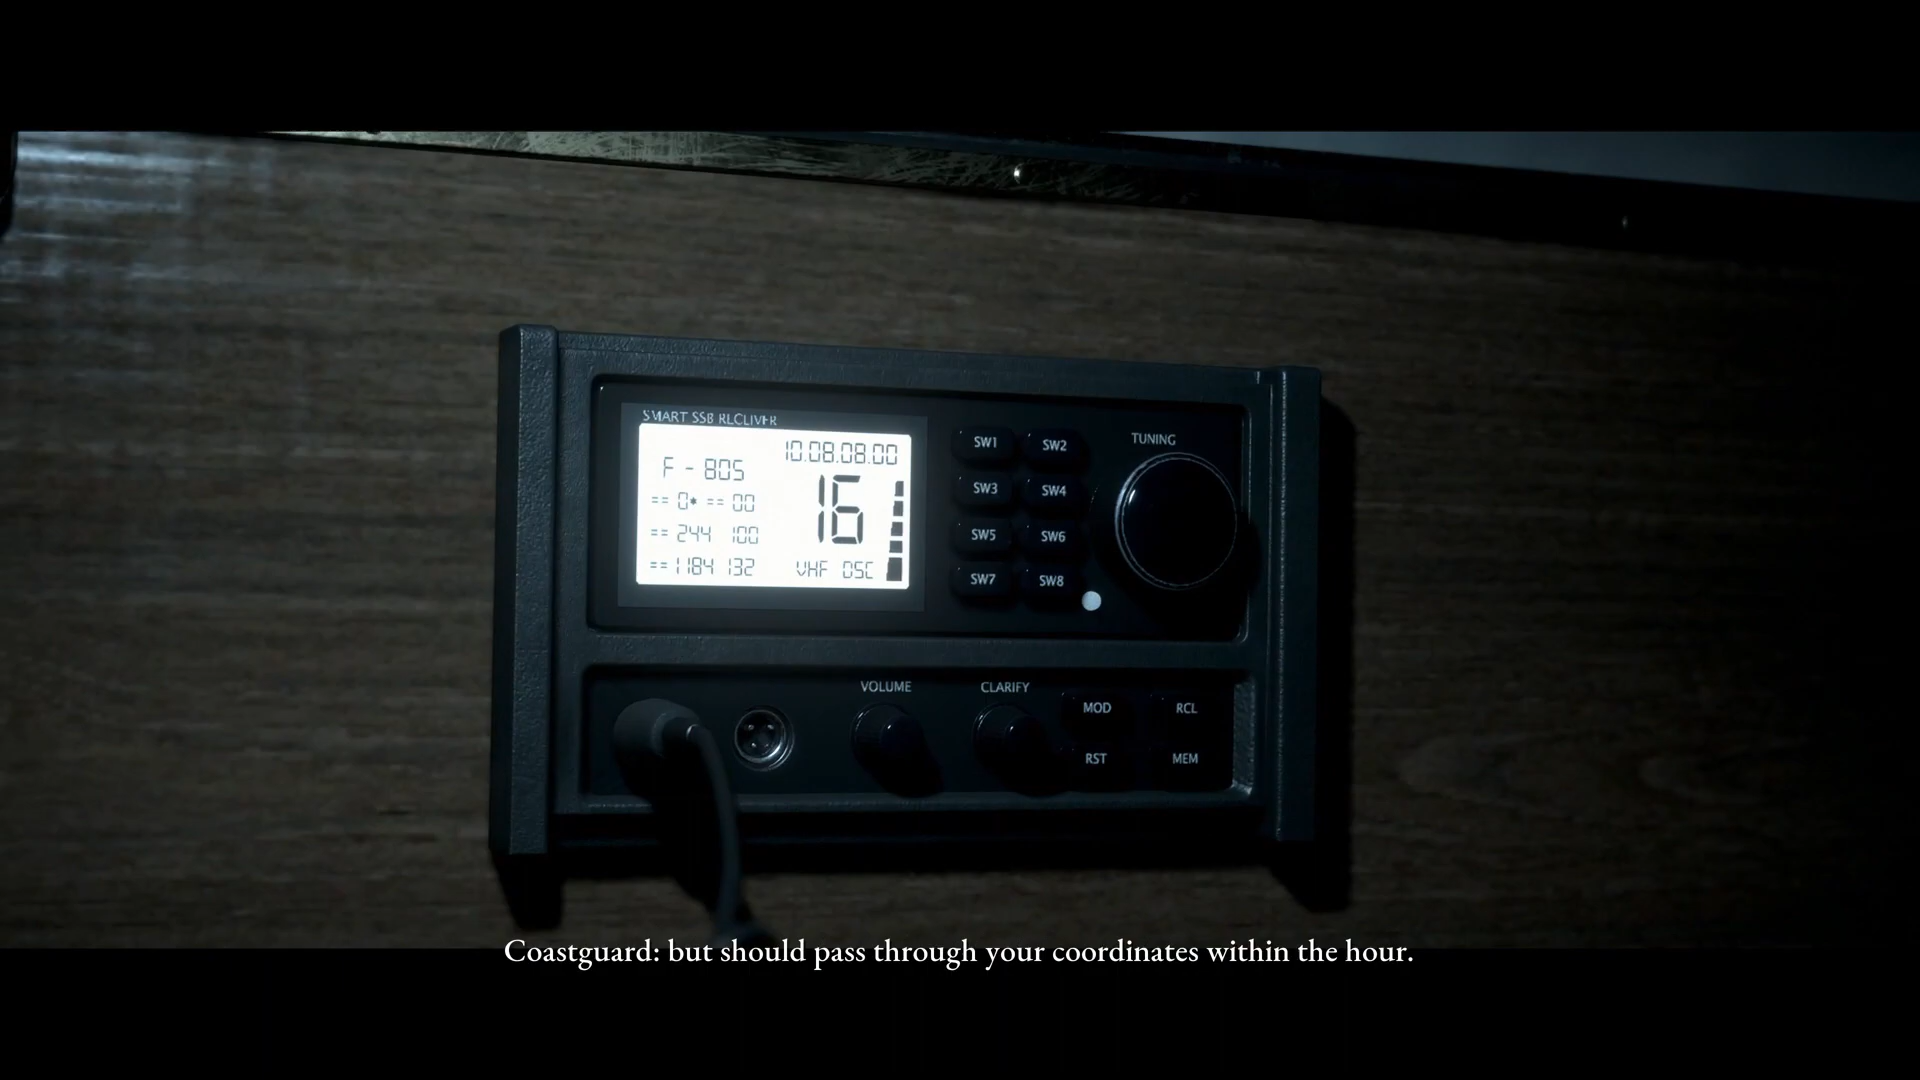 SMART SSB RECEIVER
10.08.08.00
F - 805
16
== 0* == 00
== 244 100
== 1184 132
VHF DSC
SW1 SW2
SW3 SW4
SW5 SW6
SW7 SW8
TUNING
VOLUME
CLARIFY
MOD
RCL
RST
MEM
Coastguard: but should pass through your coordinates within the hour.